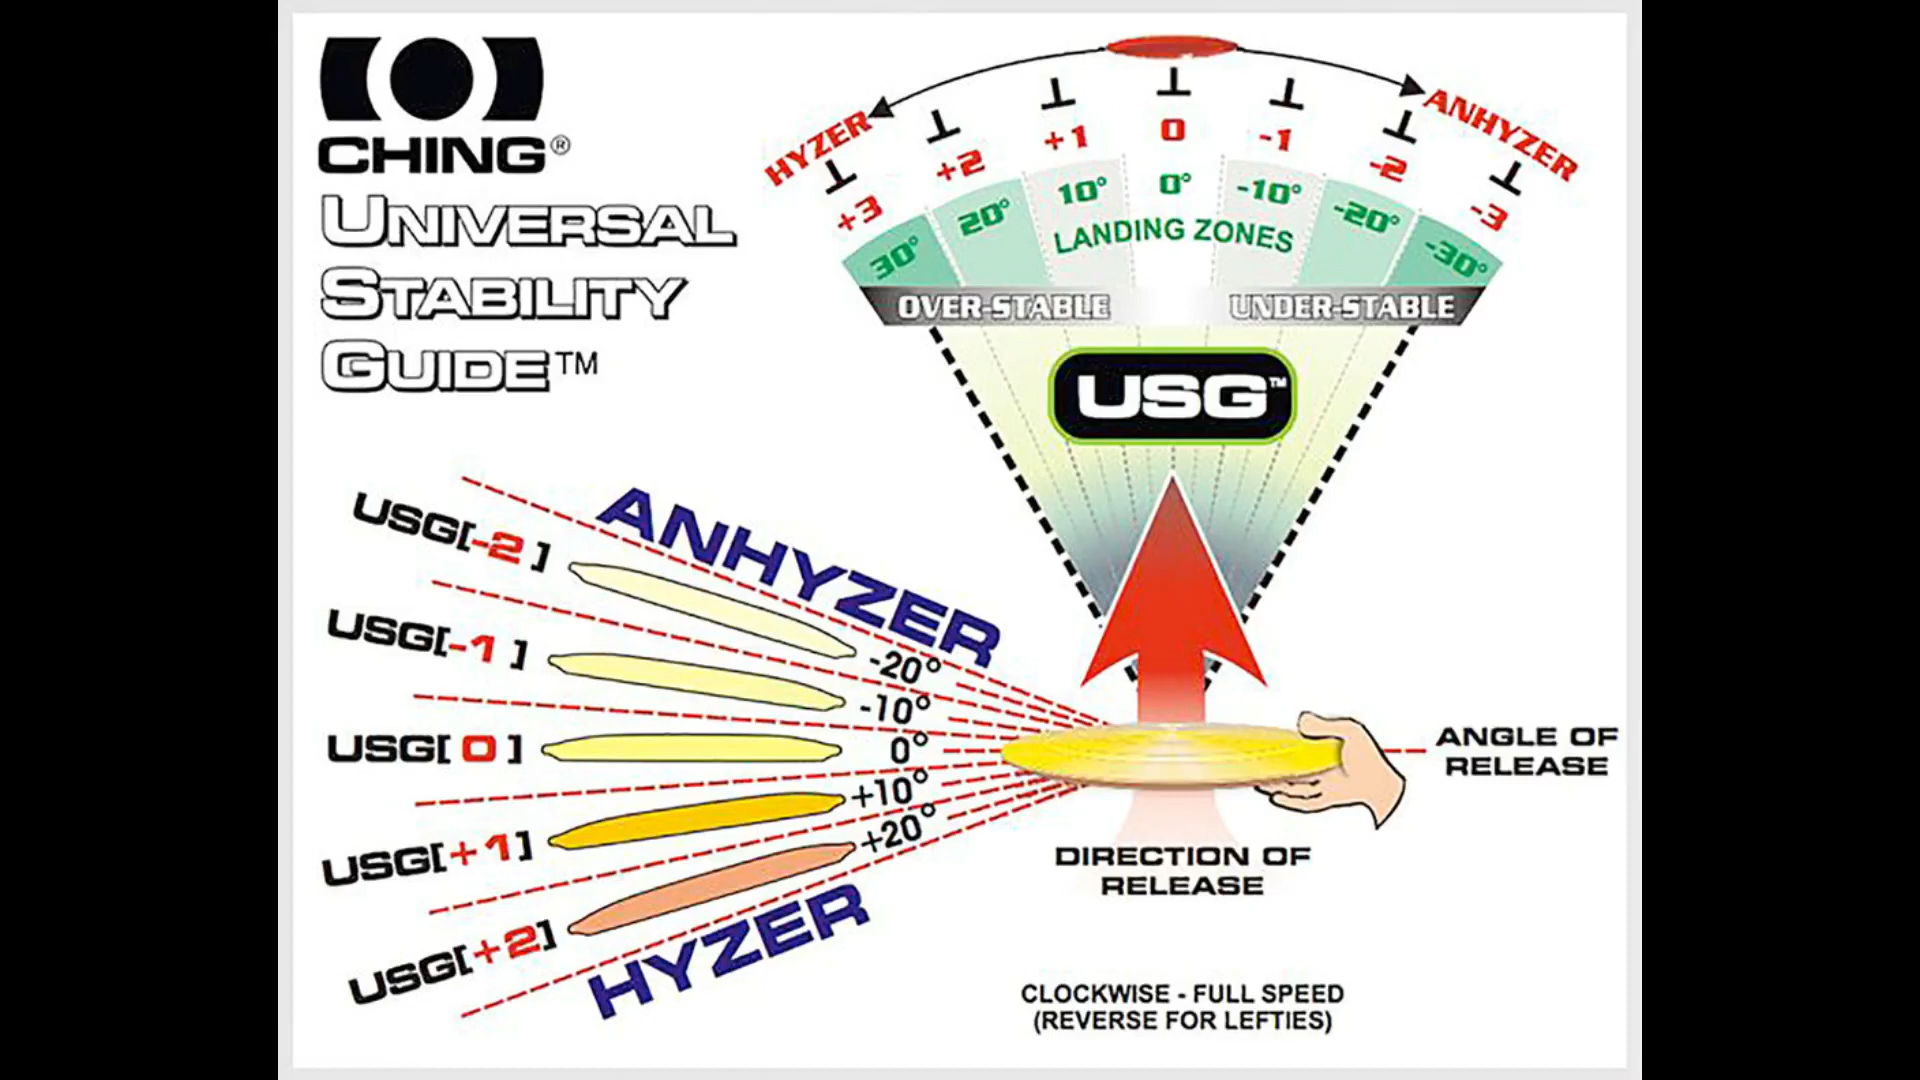 CHING®
UNIVERSAL
STABILITY
GUIDE™
HYZER
ANHYZER
+3
+2
+1
0
-1
-2
-3
30°
20°
10°
0°
-10°
-20°
-30°
LANDING ZONES
OVER-STABLE
UNDER-STABLE
USG™
ANHYZER
USG[-2]
-20°
USG[-1]
-10°
USG[0]
0°
USG[+1]
+10°
USG[+2]
+20°
HYZER
ANGLE OF
RELEASE
DIRECTION OF
RELEASE
CLOCKWISE - FULL SPEED
(REVERSE FOR LEFTIES)